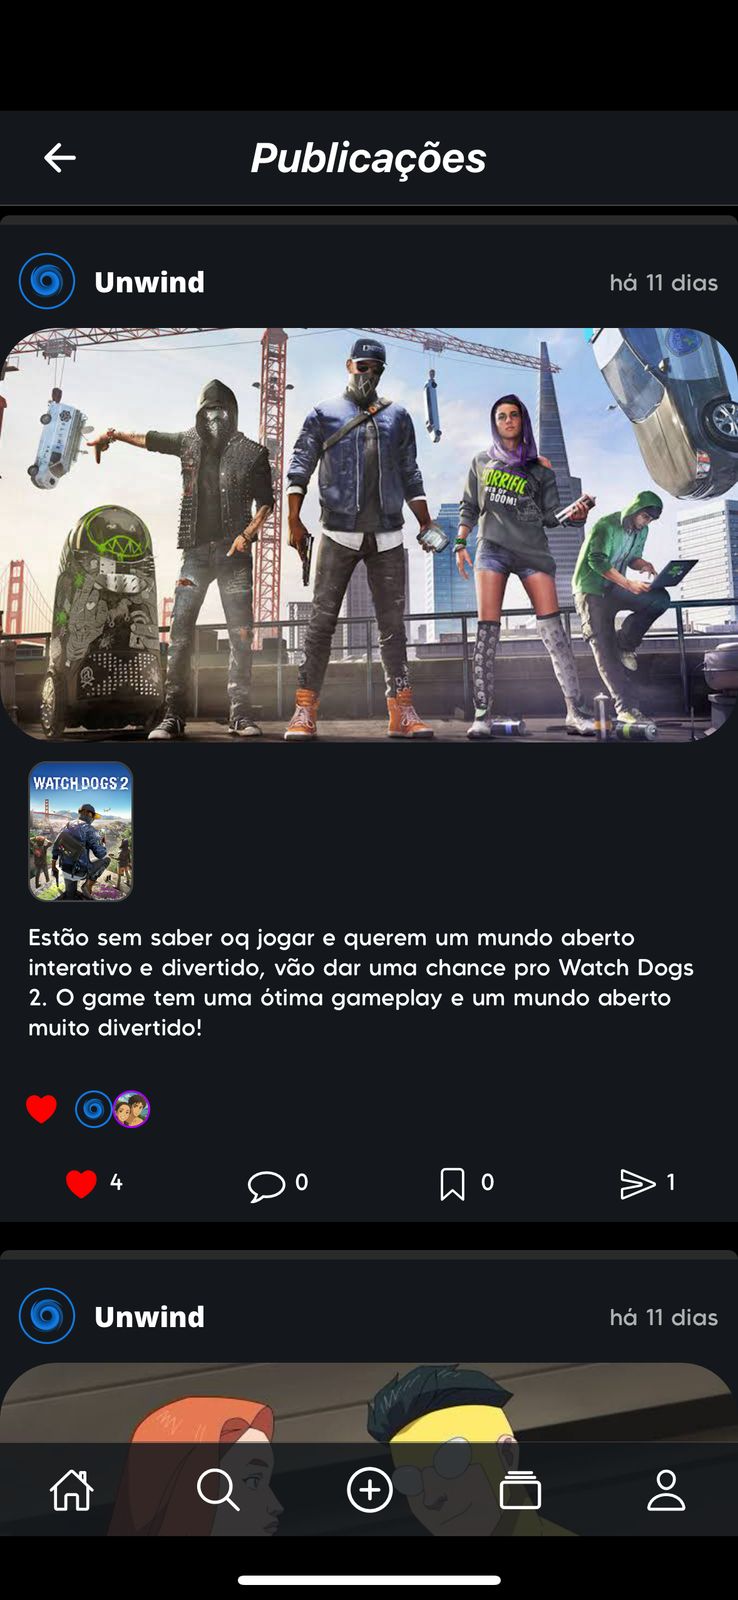 Publicações
Unwind
há 11 dias
HORRIFIC
DOOM!
WATCH DOGS 2
Estão sem saber oq jogar e querem um mundo aberto
interativo e divertido, vão dar uma chance pro Watch Dogs
2. O game tem uma ótima gameplay e um mundo aberto
muito divertido!
4
0
0
1
Unwind
há 11 dias